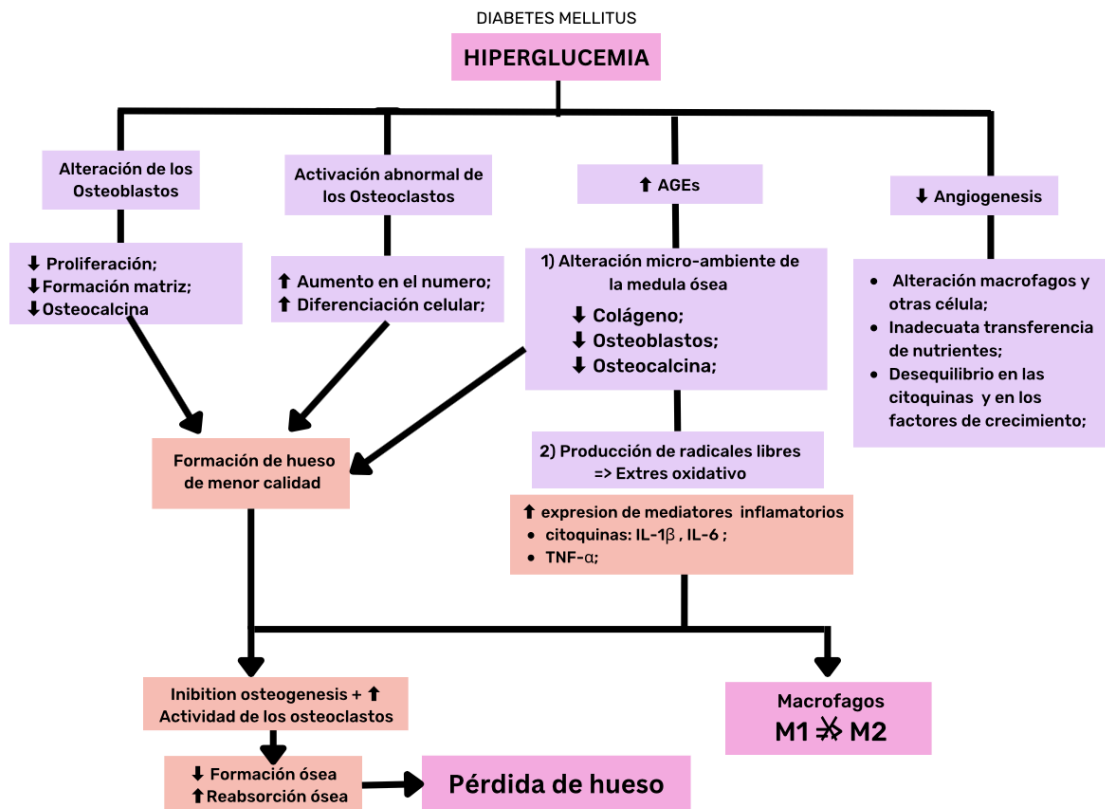 DIABETES MELLITUS
HIPERGLUCEMIA
Alteración de los
Osteoblastos
Activación abnormal de
los Osteoclastos
⬆ AGEs
⬇ Angiogenesis
⬇ Proliferación;
⬇Formación matriz;
⬇Osteocalcina
⬆ Aumento en el numero;
⬆ Diferenciación celular;
1) Alteración micro-ambiente de
la medula ósea
⬇ Colágeno;
⬇ Osteoblastos;
⬇ Osteocalcina;
• Alteración macrofagos y
otras célula;
• Inadecuata transferencia
de nutrientes;
• Desequilibrio en las
citoquinas y en los
factores de crecimiento;
Formación de hueso
de menor calidad
2) Producción de radicales libres
=> Extres oxidativo
⬆ expresion de mediatores inflamatorios
• citoquinas: IL-1β , IL-6 ;
• TNF-α;
Inibition osteogenesis + ⬆
Actividad de los osteoclastos
Macrofagos
M1 ⇏ M2
⬇ Formación ósea
⬆ Reabsorción ósea
Pérdida de hueso